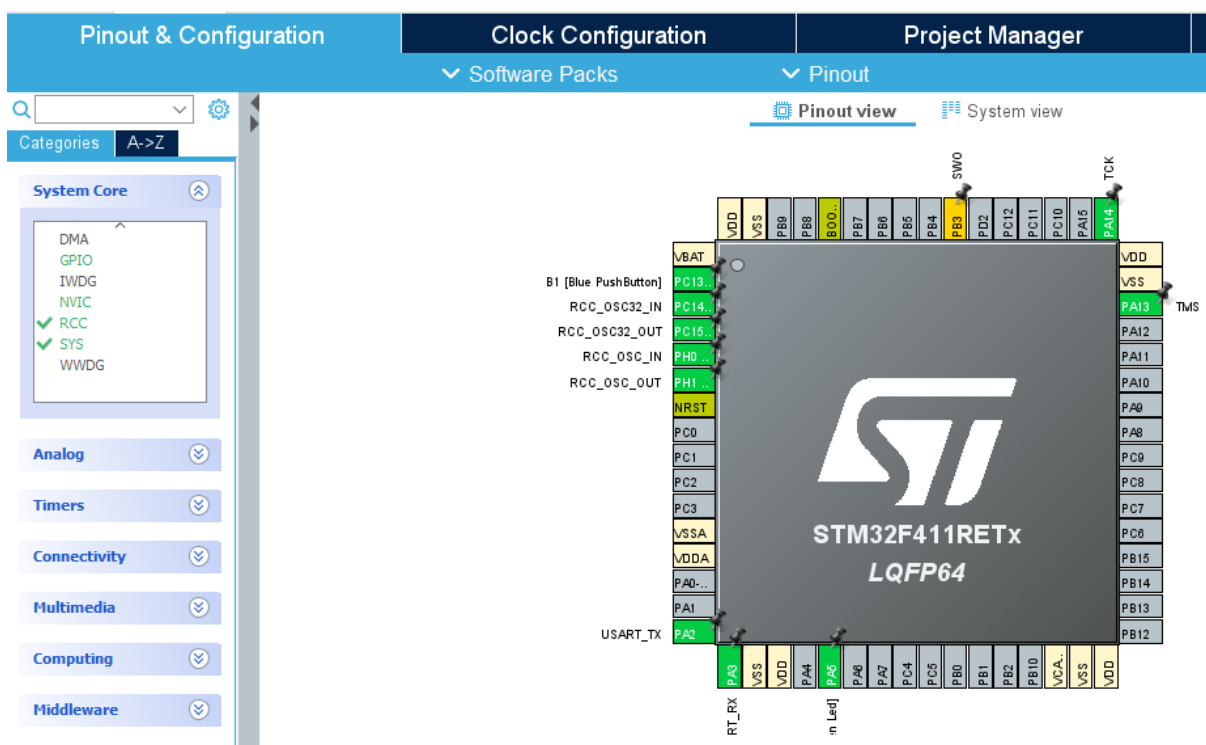 Pinout & Configuration
Clock Configuration
Project Manager
Software Packs
Pinout
Pinout view
System view
Categories
A->Z
System Core
DMA
GPIO
IWDG
NVIC
RCC
SYS
WWDG
Analog
Timers
Connectivity
Multimedia
Computing
Middleware
SWO
TCK
VDD
VSS
PB9
PB8
BOO..
PB7
PB6
PB5
PB4
PB3
PD2
PC12
PC11
PC10
PA15
PA14
VBAT
B1 [Blue PushButton] PC13..
RCC_OSC32_IN PC14..
RCC_OSC32_OUT PC15..
RCC_OSC_IN PH0 ..
RCC_OSC_OUT PH1 ..
NRST
PC0
PC1
PC2
PC3
VSSA
VDDA
PA0-..
PA1
USART_TX PA2
STM32F411RETx
LQFP64
VDD
VSS
PA13 TMS
PA12
PA11
PA10
PA9
PA8
PC9
PC8
PC7
PC6
PB15
PB14
PB13
PB12
PA3
VSS
VDD
PA4
PA5
PA6
PA7
PC4
PC5
PB0
PB1
PB2
PB10
VCA..
VSS
VDD
RT_RX
n Led]